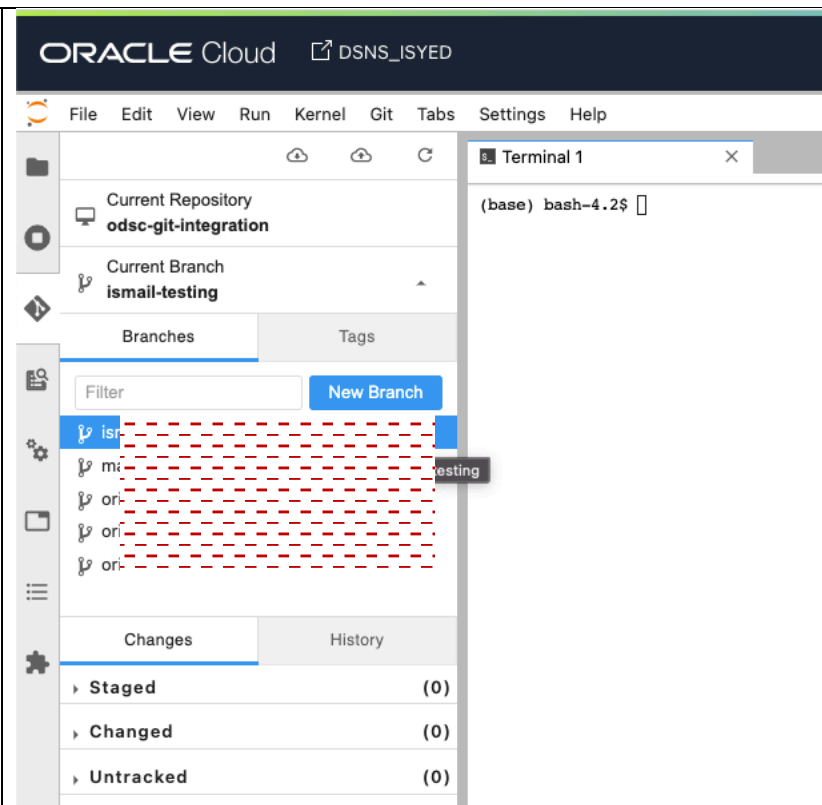 ORACLE Cloud DSNS_ISYED
File Edit View Run Kernel Git Tabs Settings Help
Terminal 1
(base) bash-4.2$
Current Repository
odsc-git-integration
Current Branch
ismail-testing
Branches Tags
Filter New Branch
Changes History
Staged (0)
Changed (0)
Untracked (0)